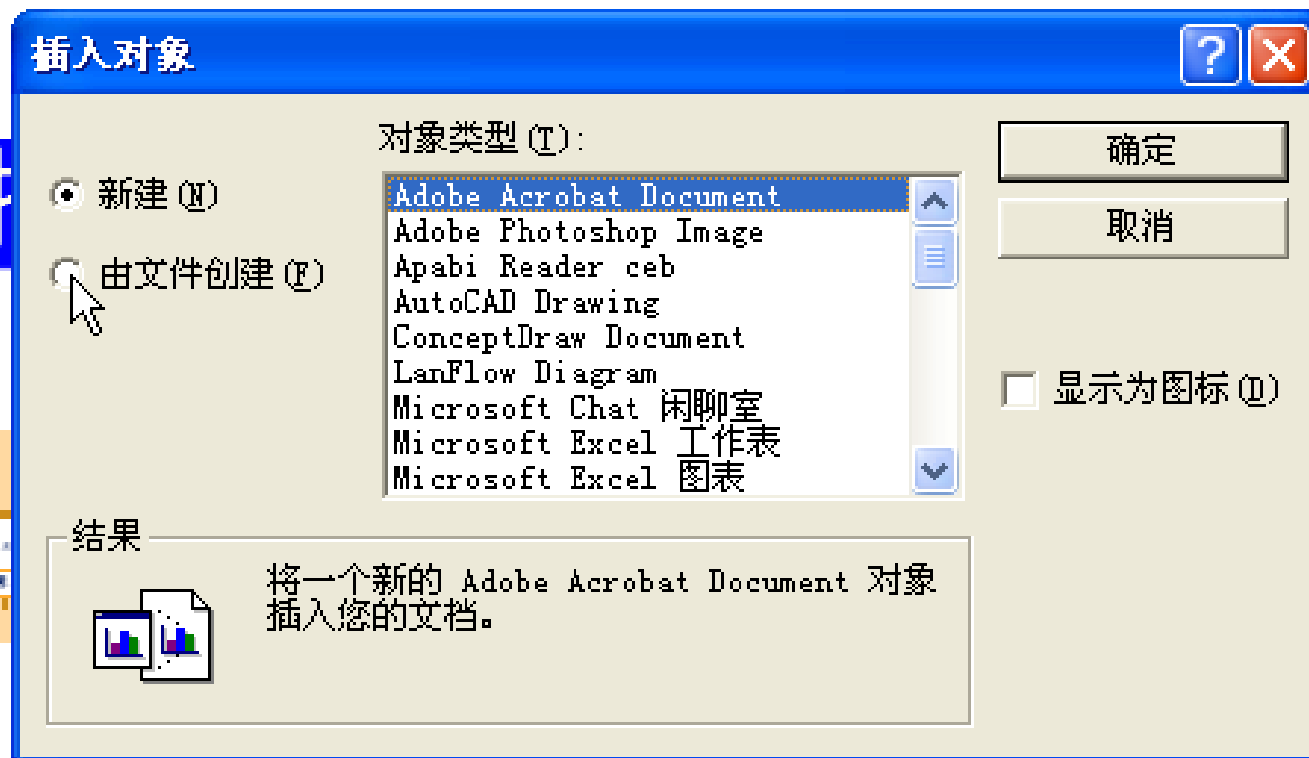 插入对象
对象类型(T):
新建(N)
由文件创建(F)
Adobe Acrobat Document
Adobe Photoshop Image
Apabi Reader ceb
AutoCAD Drawing
ConceptDraw Document
LanFlow Diagram
Microsoft Chat 闲聊室
Microsoft Excel 工作表
Microsoft Excel 图表
确定
取消
显示为图标(D)
结果
将一个新的 Adobe Acrobat Document 对象
插入您的文档。